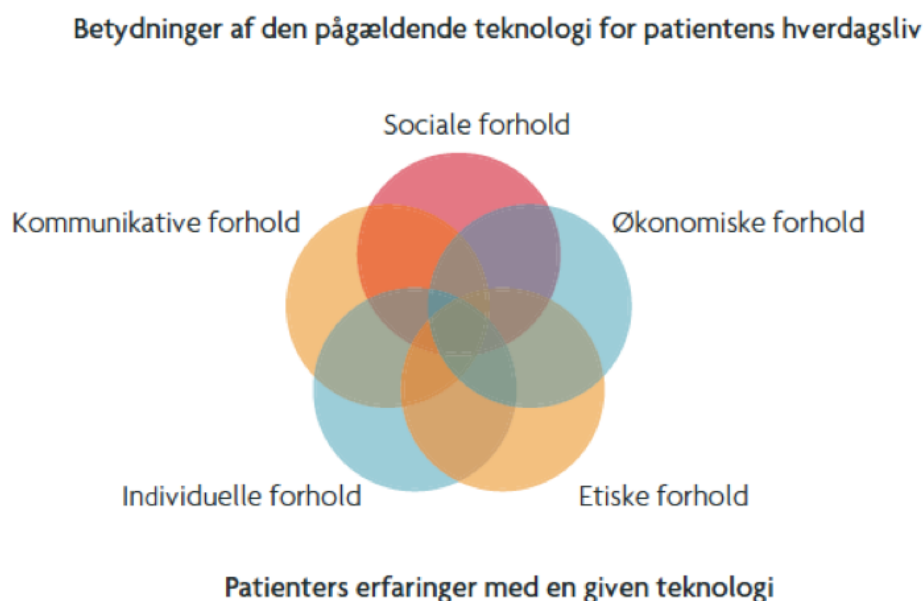 Betydninger af den pågældende teknologi for patientens hverdagsliv
Sociale forhold
Kommunikative forhold
Økonomiske forhold
Individuelle forhold
Etiske forhold
Patienters erfaringer med en given teknologi